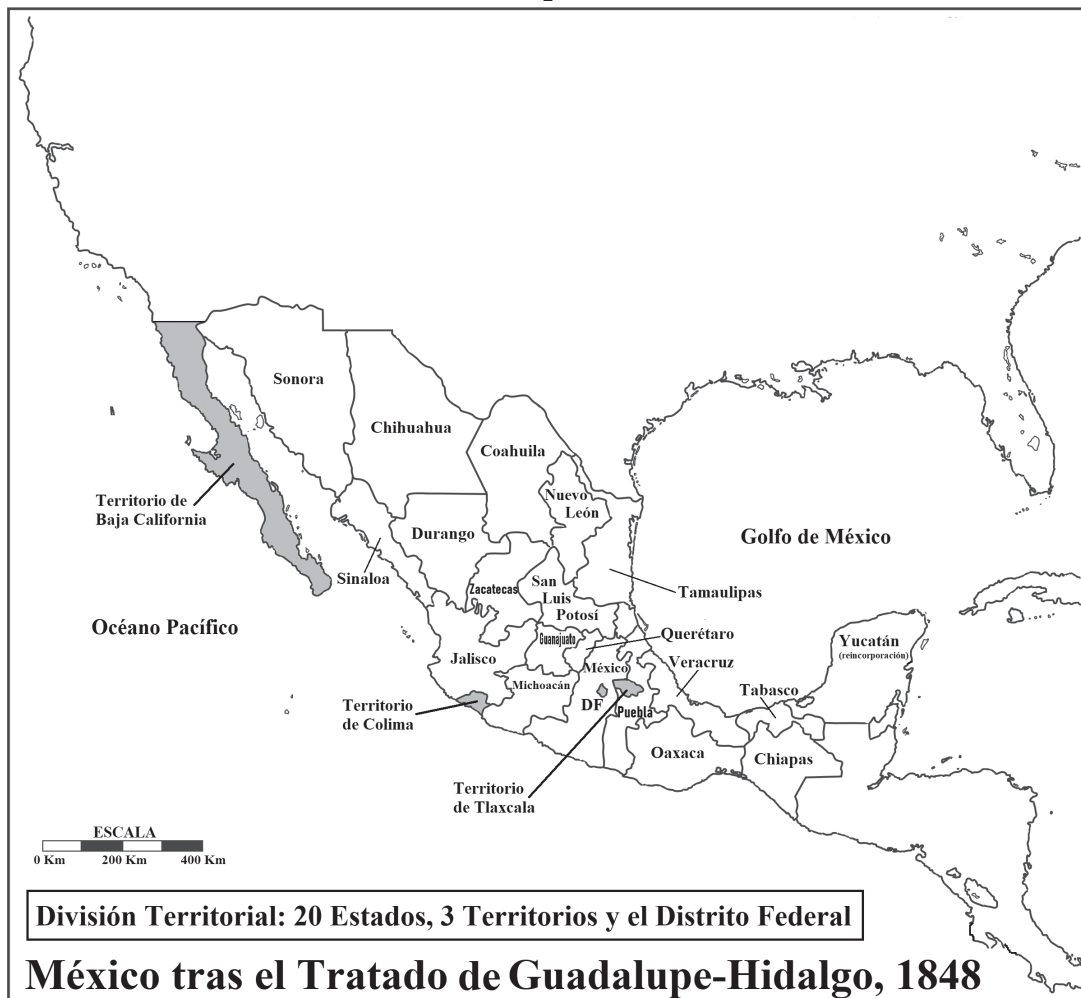 Sonora
Chihuahua
Coahuila
Nuevo
León
Territorio de
Baja California
Durango
Golfo de México
Sinaloa
Zacatecas
San
Luis
Potosí
Tamaulipas
Océano Pacífico
Guanajuato
Querétaro
Yucatán
(reincorporación)
Jalisco
México
Veracruz
Michoacán
Tabasco
Territorio
de Colima
DF
Puebla
Oaxaca
Chiapas
Territorio
de Tlaxcala
ESCALA
0 Km 200 Km 400 Km
División Territorial: 20 Estados, 3 Territorios y el Distrito Federal
México tras el Tratado de Guadalupe-Hidalgo, 1848